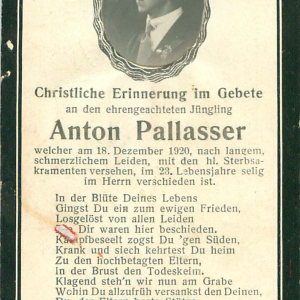 Christliche Erinnerung im Gebete
an den ehrengeachteten Jüngling
Anton Pallasser
welcher am 18. Dezember 1920, nach langem,
schmerzlichem Leiden, mit den hl. Sterbsa-
kramenten versehen, im 23. Lebensjahre selig
im Herrn verschieden ist.
In der Blüte Deines Lebens
Gingst Du ein zum ewigen Frieden,
Losgelöst von allen Leiden
Dir waren hier beschieden.
zogst Du 'gen Süden,
Krank und siech kehrtest Du heim
Zu den hochbetagten Eltern,
in der Brust den Todeskeim.
Klagend steh'n wir nun am Grabe
Wohin Du allzufrüh versankst den Deinen,